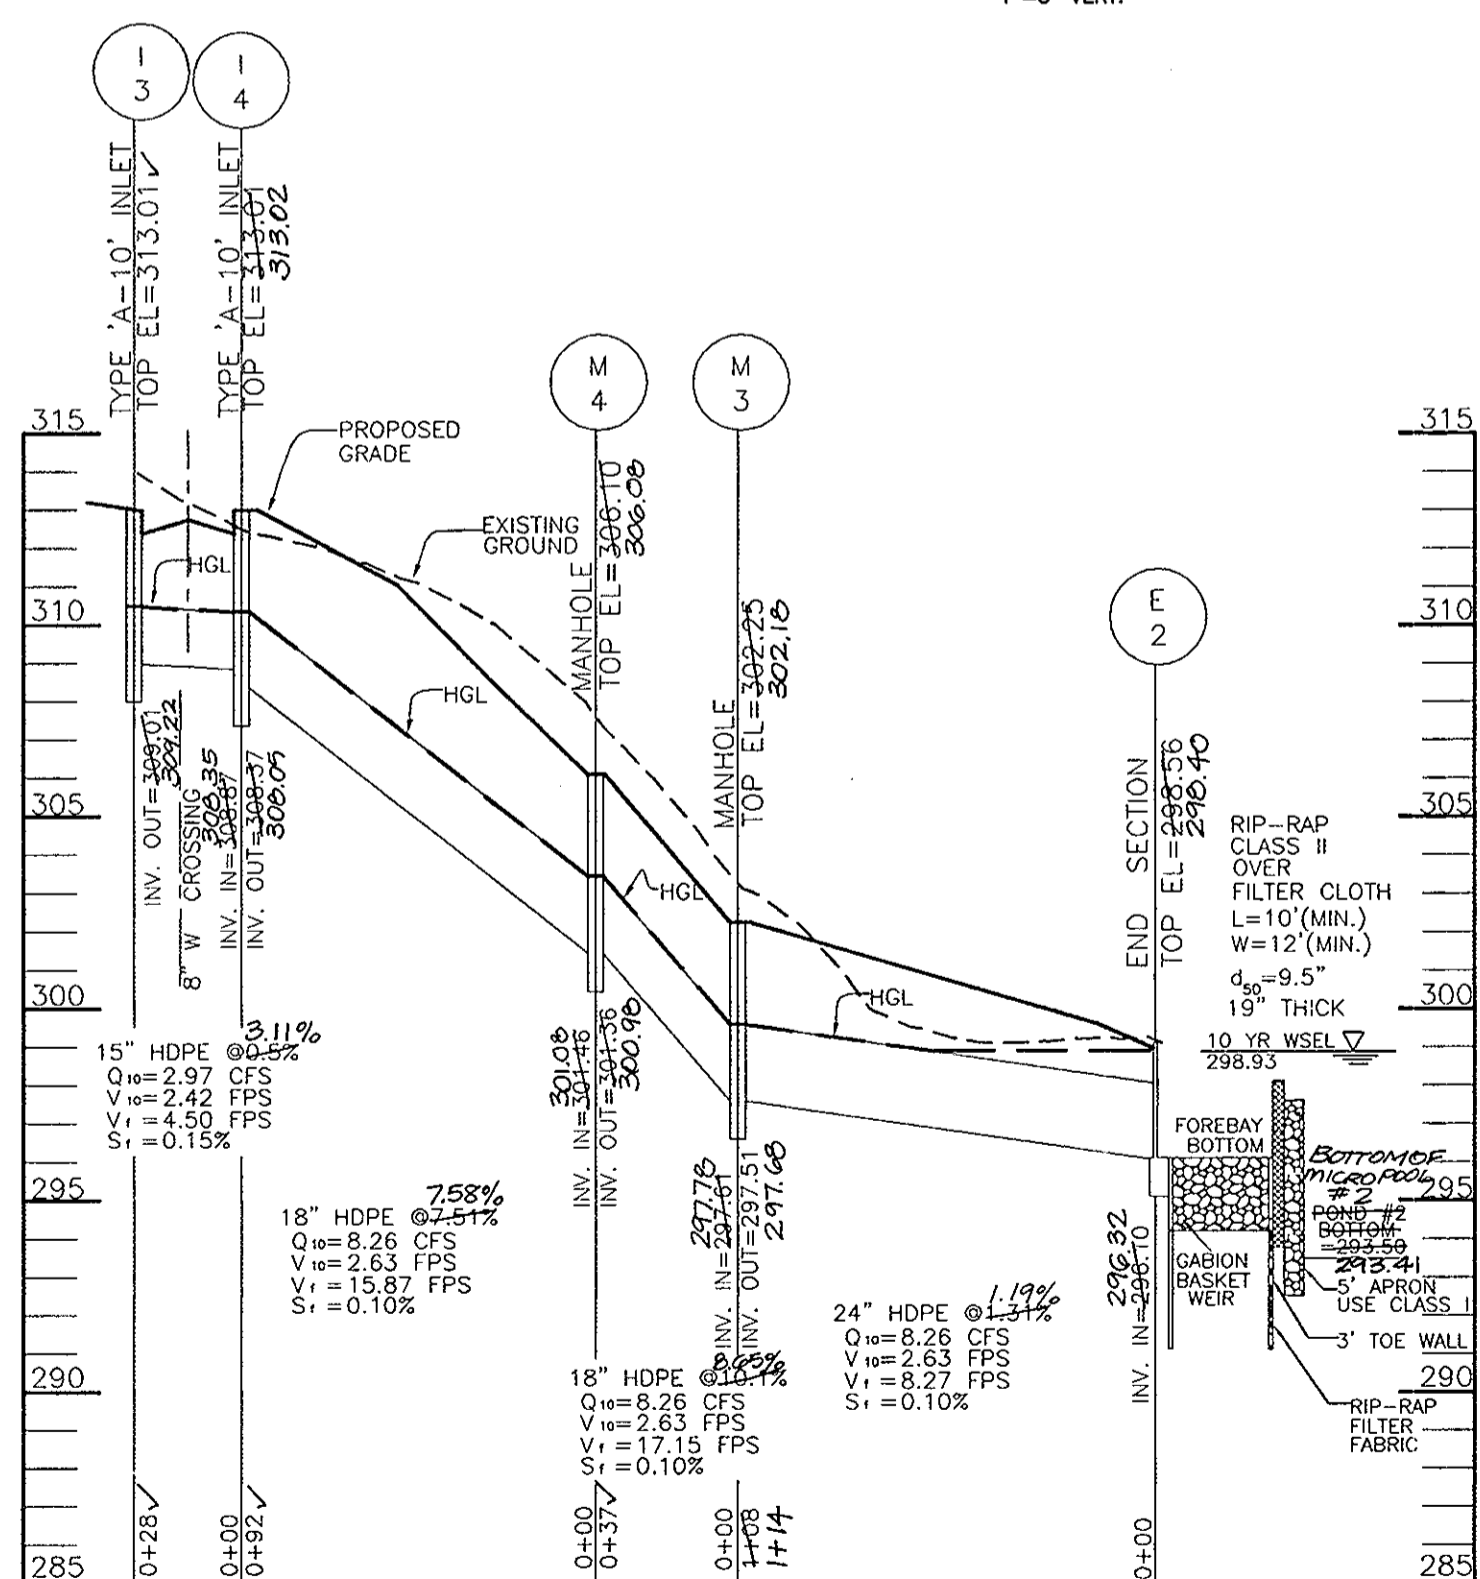 1"=5' VERT.
I
3
I
4
TYPE 'A-10' INLET
TOP EL=313.01 ✓
TYPE 'A-10' INLET
TOP EL=313.01
313.02
M
4
M
3
E
2
315
310
305
300
295
290
285
315
310
305
300
295
290
285
PROPOSED
GRADE
EXISTING
GROUND
HGL
HGL
HGL
HGL
MANHOLE
TOP EL=306.10
306.08
MANHOLE
TOP EL=302.25
302.18
END SECTION
TOP EL=298.56
298.40
INV. OUT=309.01
309.22
8" W CROSSING
308.35
INV. IN=308.87
INV. OUT=308.37
308.05
301.08
INV. IN=301.46
INV. OUT=301.36
300.98
297.78
INV. IN=297.61
INV. OUT=297.51
297.68
296.32
INV. IN=296.10
3.11%
15" HDPE @0.5%
Q10=2.97 CFS
V10=2.42 FPS
Vf=4.50 FPS
Sf=0.15%
7.58%
18" HDPE @7.51%
Q10=8.26 CFS
V10=2.63 FPS
Vf=15.87 FPS
Sf=0.10%
8.65%
18" HDPE @10.1%
Q10=8.26 CFS
V10=2.63 FPS
Vf=17.15 FPS
Sf=0.10%
1.19%
24" HDPE @1.31%
Q10=8.26 CFS
V10=2.63 FPS
Vf=8.27 FPS
Sf=0.10%
RIP-RAP
CLASS II
OVER
FILTER CLOTH
L=10'(MIN.)
W=12'(MIN.)
d50=9.5"
19" THICK
10 YR WSEL
298.93
FOREBAY
BOTTOM
BOTTOM OF
MICROPOOL
#2
POND #2
BOTTOM
=293.50
293.41
GABION
BASKET
WEIR
5' APRON
USE CLASS I
3' TOE WALL
RIP-RAP
FILTER
FABRIC
0+28 ✓
0+00
0+92 ✓
0+00
0+37 ✓
0+00
1+08
1+14
0+00